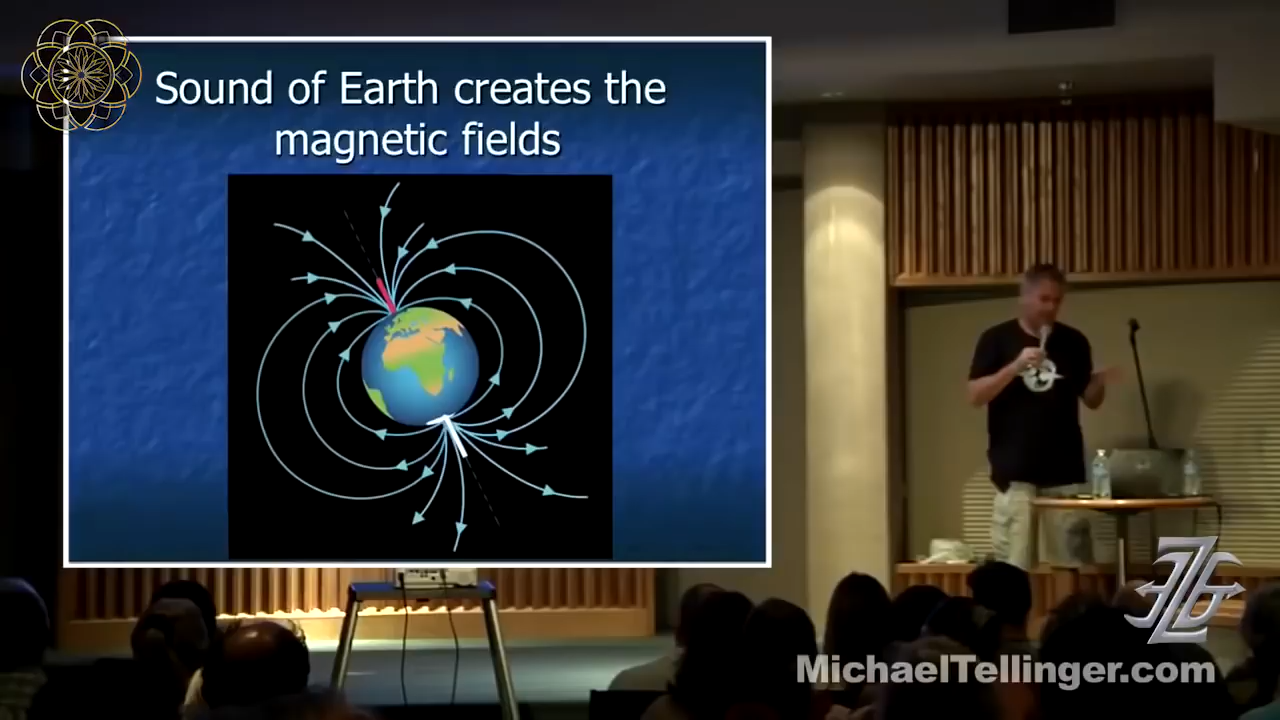 Sound of Earth creates the
magnetic fields
MichaelTellinger.com